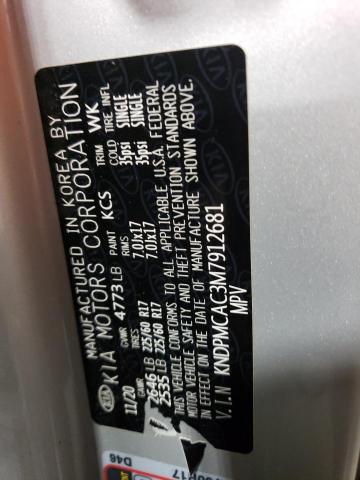 MANUFACTURED IN KOREA BY
KIA KIA MOTORS CORPORATION
11/20 GVWR 4773 LB PAINT KCS TRIM WK
GAWR TIRES RIMS COLD TIRE INFL
2646 LB 225/60 R17 7.0Jx17 35psi SINGLE
2535 LB 225/60 R17 7.0Jx17 35psi SINGLE
THIS VEHICLE CONFORMS TO ALL APPLICABLE U.S.A. FEDERAL
MOTOR VEHICLE SAFETY AND THEFT PREVENTION STANDARDS
IN EFFECT ON THE DATE OF MANUFACTURE SHOWN ABOVE.
V.I.N KNDPMCAC3M7912681
MPV
D46